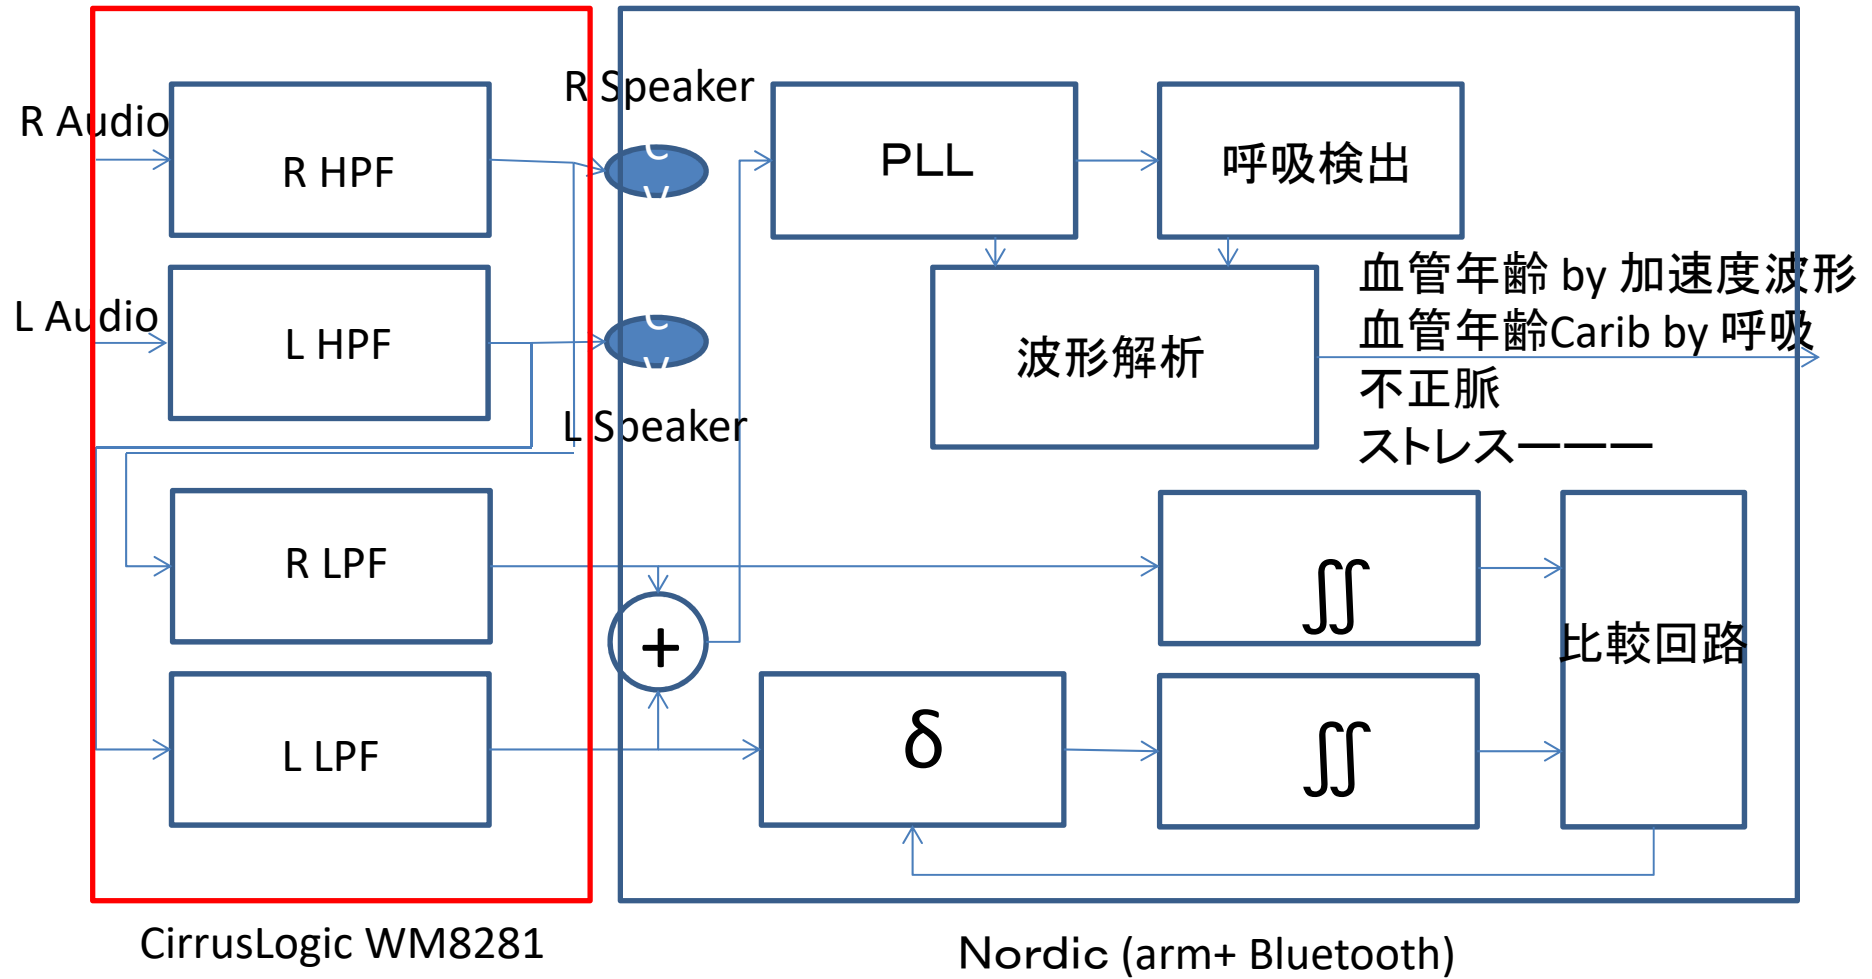 R Speaker
R Audio
R HPF
C
V
PLL
呼吸検出
血管年齢 by 加速度波形
血管年齢Carib by 呼吸
不正脈
ストレスーーー
L Audio
L HPF
C
V
波形解析
L Speaker
R LPF
∬
+
比較回路
L LPF
δ
∬
CirrusLogic WM8281
Nordic (arm+ Bluetooth)